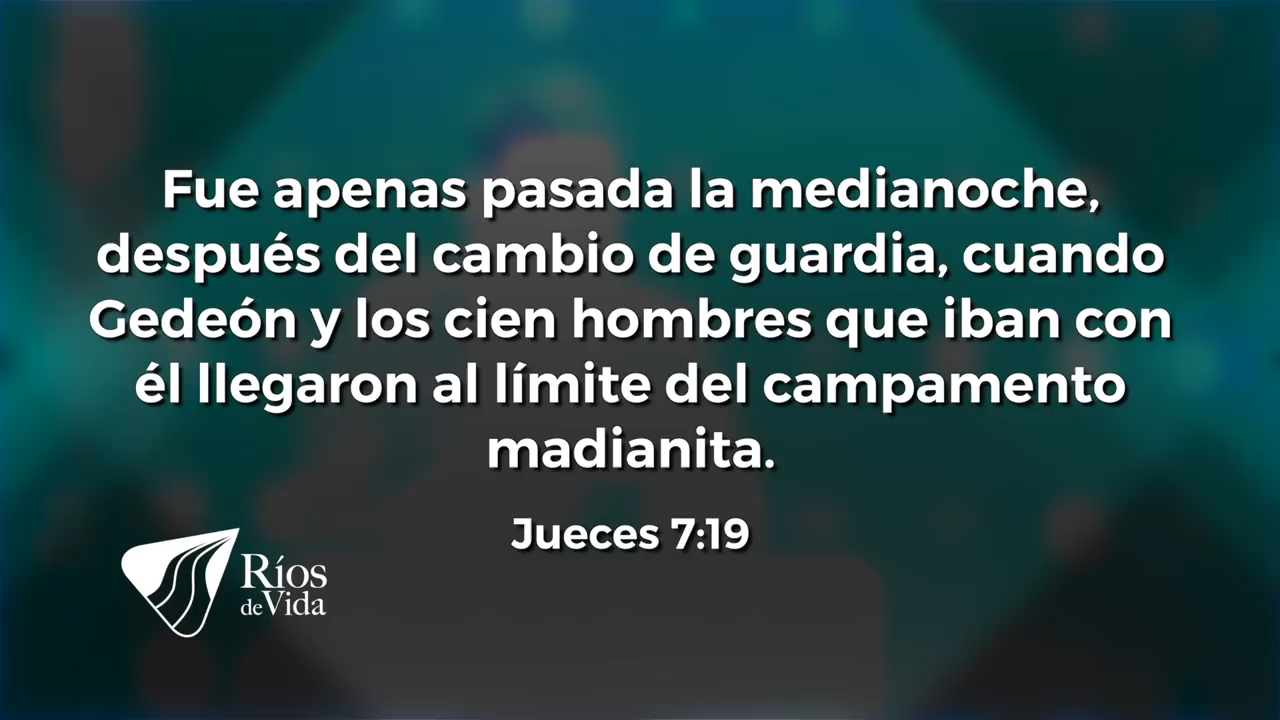 Fue apenas pasada la medianoche,
después del cambio de guardia, cuando
Gedeón y los cien hombres que iban con
él llegaron al límite del campamento
madianita.
Jueces 7:19
Ríos
de Vida